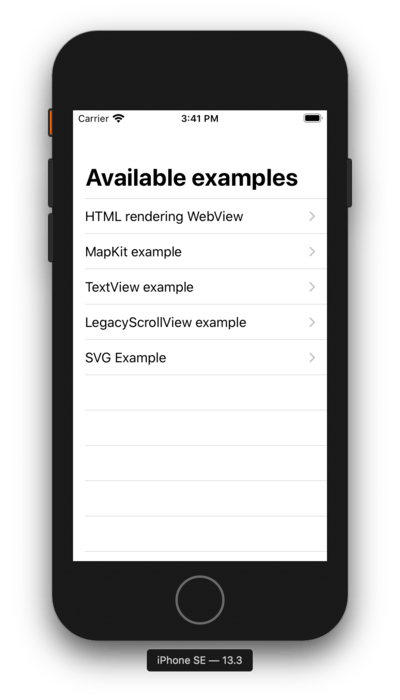 Carrier 3:41 PM
Available examples
HTML rendering WebView
MapKit example
TextView example
LegacyScrollView example
SVG Example
iPhone SE — 13.3